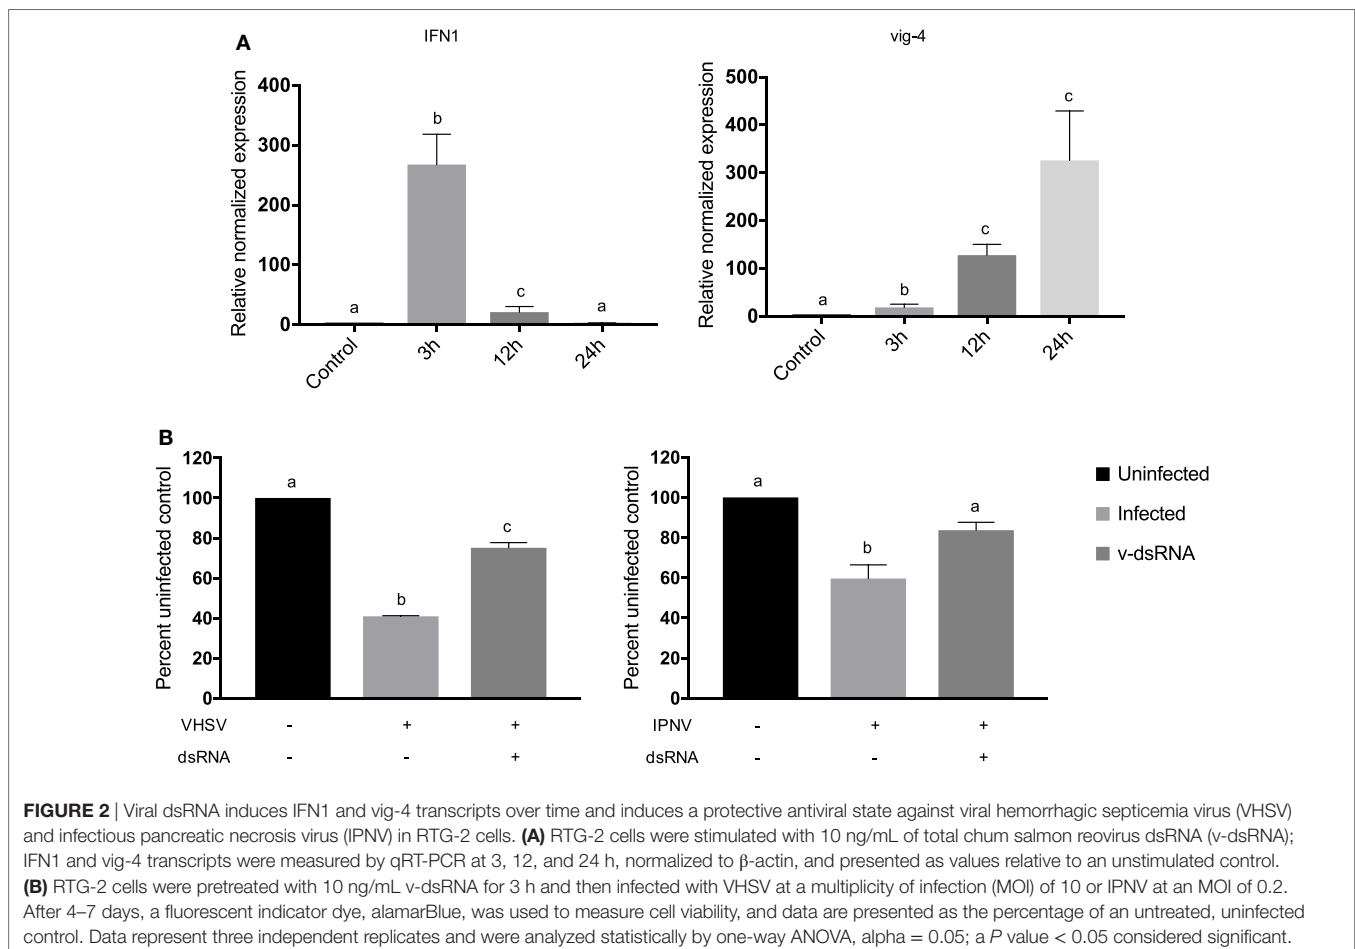 A
IFN1
vig-4
Relative normalized expression
400
300
200
100
0
a
b
c
a
Control
3h
12h
24h
Relative normalized expression
500
400
300
200
100
0
a
b
c
c
Control
3h
12h
24h
B
Percent uninfected control
120
100
80
60
40
20
0
a
b
c
VHSV - + +
dsRNA - - +
Percent uninfected control
120
100
80
60
40
20
0
a
b
a
IPNV - + +
dsRNA - - +
Uninfected
Infected
v-dsRNA
FIGURE 2 | Viral dsRNA induces IFN1 and vig-4 transcripts over time and induces a protective antiviral state against viral hemorrhagic septicemia virus (VHSV)
and infectious pancreatic necrosis virus (IPNV) in RTG-2 cells. (A) RTG-2 cells were stimulated with 10 ng/mL of total chum salmon reovirus dsRNA (v-dsRNA);
IFN1 and vig-4 transcripts were measured by qRT-PCR at 3, 12, and 24 h, normalized to β-actin, and presented as values relative to an unstimulated control.
(B) RTG-2 cells were pretreated with 10 ng/mL v-dsRNA for 3 h and then infected with VHSV at a multiplicity of infection (MOI) of 10 or IPNV at an MOI of 0.2.
After 4–7 days, a fluorescent indicator dye, alamarBlue, was used to measure cell viability, and data are presented as the percentage of an untreated, uninfected
control. Data represent three independent replicates and were analyzed statistically by one-way ANOVA, alpha = 0.05; a P value < 0.05 considered significant.